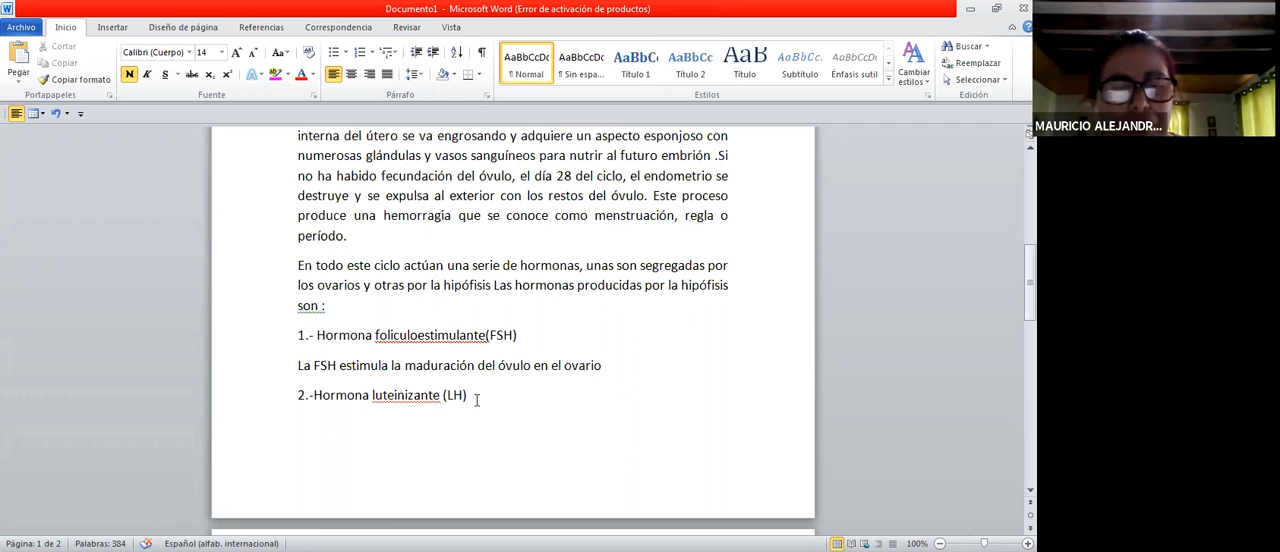 Documento1 - Microsoft Word (Error de activación de productos)
Archivo Inicio Insertar Diseño de página Referencias Correspondencia Revisar Vista
Pegar
Cortar
Copiar
Copiar formato
Portapapeles
Calibri (Cuerpo) 14
N K S abc
Fuente
Párrafo
AaBbCcDc AaBbCcDc AaBbC AaBbCc AaB AaBbCc. AaBbCcDc
¶ Normal ¶ Sin espa... Título 1 Título 2 Título Subtítulo Énfasis sutil
Cambiar estilos
Estilos
Buscar
Reemplazar
Seleccionar
Edición
MAURICIO ALEJANDR...
interna del útero se va engrosando y adquiere un aspecto esponjoso con
numerosas glándulas y vasos sanguíneos para nutrir al futuro embrión .Si
no ha habido fecundación del óvulo, el día 28 del ciclo, el endometrio se
destruye y se expulsa al exterior con los restos del óvulo. Este proceso
produce una hemorragia que se conoce como menstruación, regla o
período.
En todo este ciclo actúan una serie de hormonas, unas son segregadas por
los ovarios y otras por la hipófisis Las hormonas producidas por la hipófisis
son :
1.- Hormona foliculoestimulante(FSH)
La FSH estimula la maduración del óvulo en el ovario
2.-Hormona luteinizante (LH)
Página: 1 de 2 Palabras: 384 Español (alfab. internacional) 100%